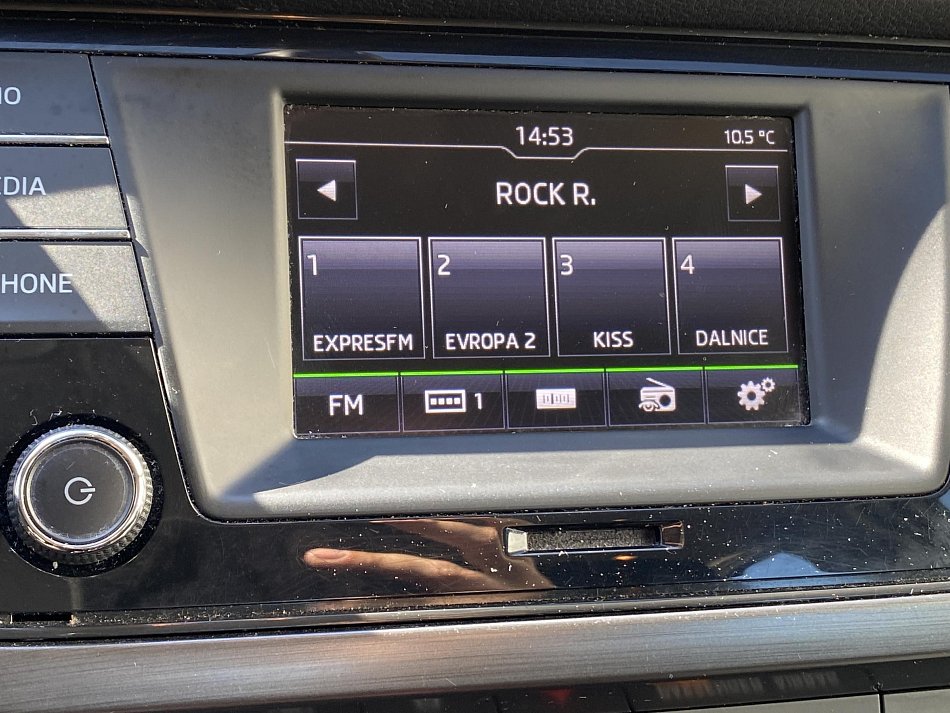 14:53
10.5 °C
IO
EDIA
HONE
ROCK R.
1
2
3
4
EXPRESFM
EVROPA 2
KISS
DALNICE
FM
1